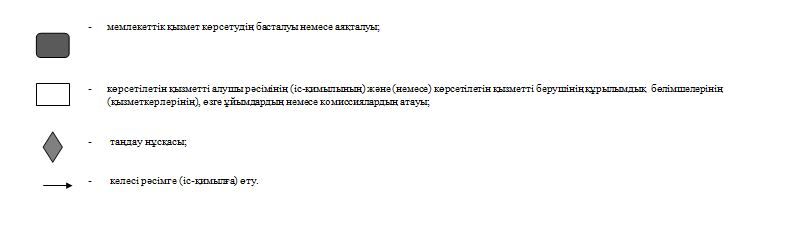 - мемлекеттік қызмет көрсетудің басталуы немесе аяқталуы;
- көрсетілетін қызметті алушы рәсімінің (іс-қимылының) және (немесе) көрсетілетін қызметті берушінің құрылымдық бөлімшелерінің
(қызметкерлерінің), өзге ұйымдардың немесе комиссиялардың атауы;
- таңдау нұсқасы;
- келесі рәсімге (іс-қимылға) өту.